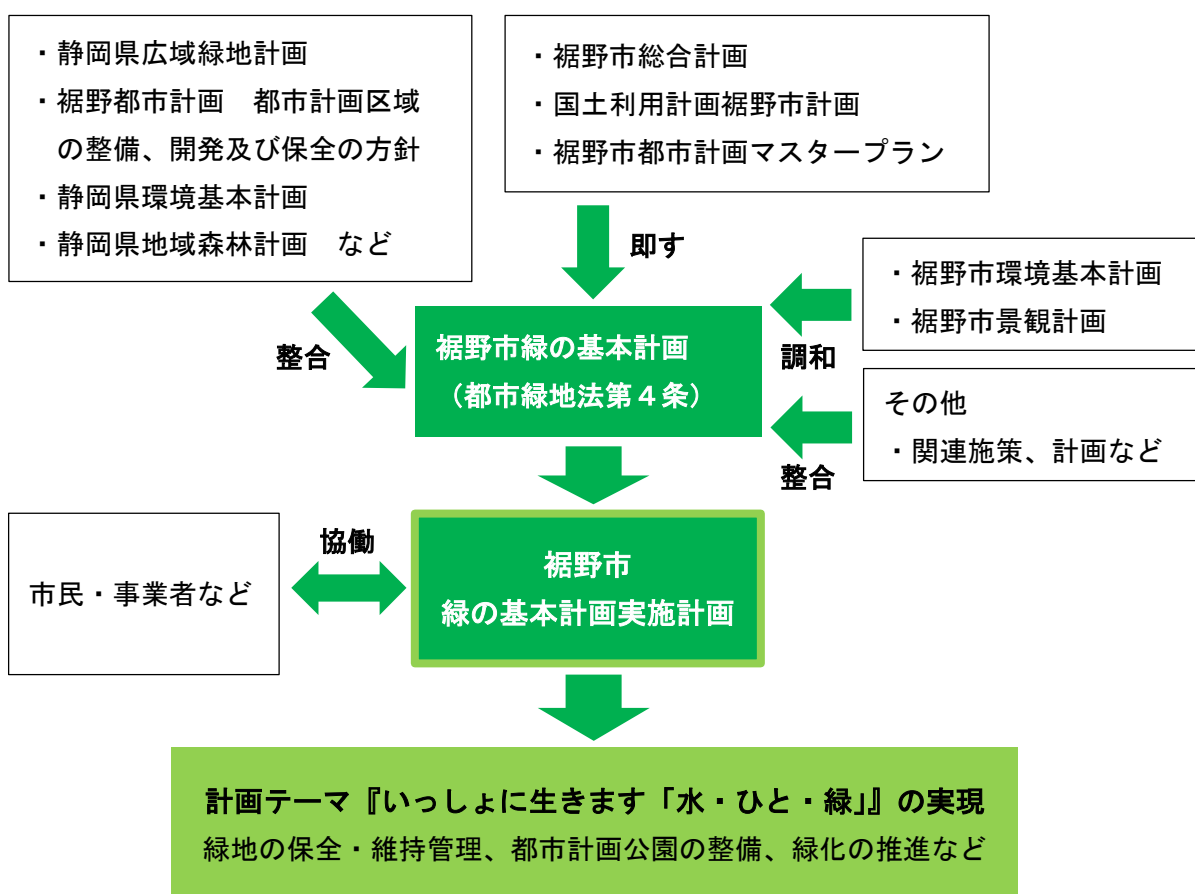 ・静岡県広域緑地計画
・裾野都市計画　都市計画区域
の整備、開発及び保全の方針
・静岡県環境基本計画
・静岡県地域森林計画　など
・裾野市総合計画
・国土利用計画裾野市計画
・裾野市都市計画マスタープラン
即す
・裾野市環境基本計画
・裾野市景観計画
整合
裾野市緑の基本計画
（都市緑地法第４条）
調和
その他
・関連施策、計画など
整合
市民・事業者など
協働
裾野市
緑の基本計画実施計画
計画テーマ『いっしょに生きます「水・ひと・緑」』の実現
緑地の保全・維持管理、都市計画公園の整備、緑化の推進など